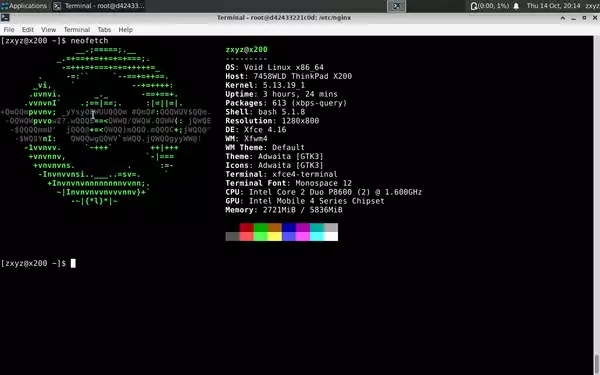 Applications
Terminal - root@d42433...
(0:00, 1%)
Thu 14 Oct, 20:14
zxyz
Terminal - root@d42433221c0d: /etc/nginx
File Edit View Terminal Tabs Help
[zxyz@x200 ~]$ neofetch
zxyz@x200
---------
OS: Void Linux x86_64
Host: 7458WLD ThinkPad X200
Kernel: 5.13.19_1
Uptime: 3 hours, 24 mins
Packages: 613 (xbps-query)
Shell: bash 5.1.8
Resolution: 1280x800
DE: Xfce 4.16
WM: Xfwm4
WM Theme: Default
Theme: Adwaita [GTK3]
Icons: Adwaita [GTK3]
Terminal: xfce4-terminal
Terminal Font: Monospace 12
CPU: Intel Core 2 Duo P8600 (2) @ 1.600GHz
GPU: Intel Mobile 4 Series Chipset
Memory: 2721MiB / 5836MiB
[zxyz@x200 ~]$